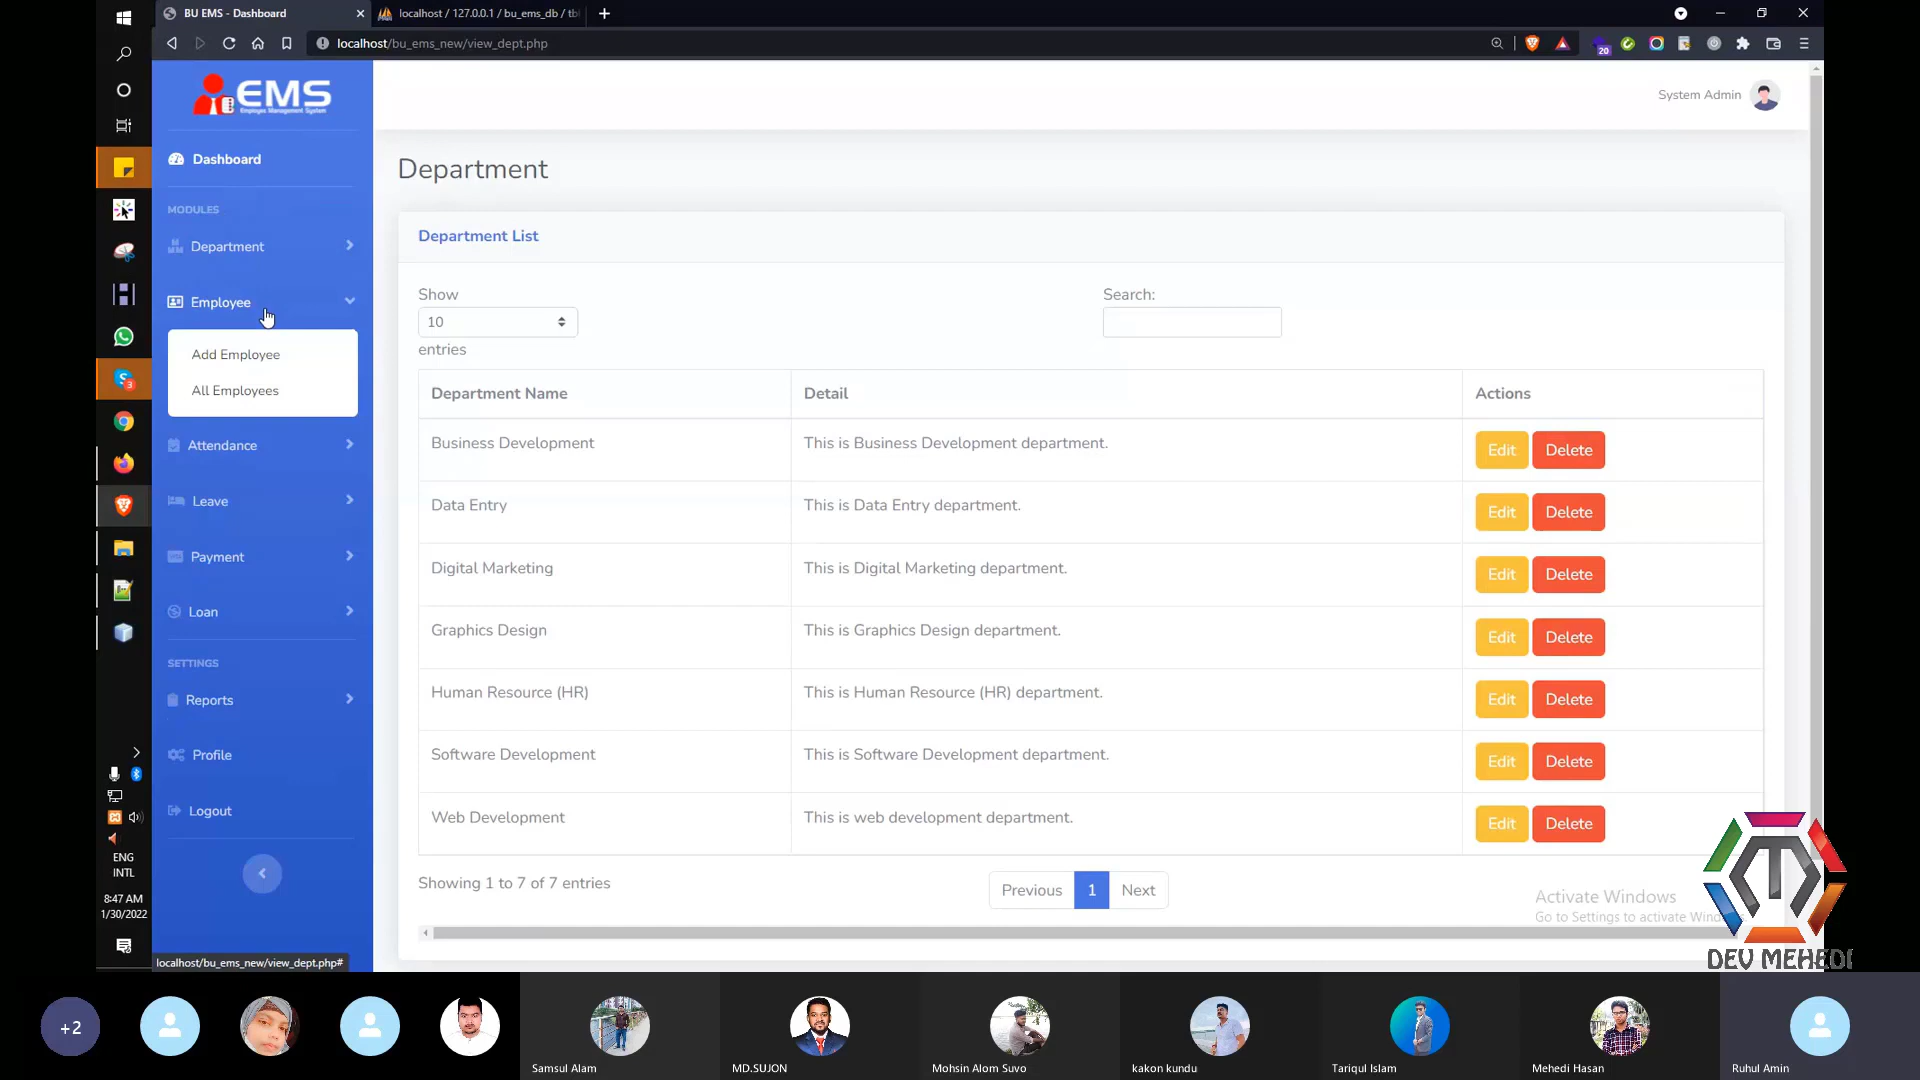 BU EMS - Dashboard
localhost / 127.0.0.1 / bu_ems_db / tbl
localhost/bu_ems_new/view_dept.php
20
EMS
Employee Management System
System Admin
Dashboard
MODULES
Department
Employee
Add Employee
All Employees
Attendance
Leave
Payment
Loan
SETTINGS
Reports
Profile
Logout
Department
Department List
Show
10
entries
Search:
Department Name Detail Actions
Business Development This is Business Development department. Edit Delete
Data Entry This is Data Entry department. Edit Delete
Digital Marketing This is Digital Marketing department. Edit Delete
Graphics Design This is Graphics Design department. Edit Delete
Human Resource (HR) This is Human Resource (HR) department. Edit Delete
Software Development This is Software Development department. Edit Delete
Web Development This is web development department. Edit Delete
Showing 1 to 7 of 7 entries
Previous 1 Next
Activate Windows
Go to Settings to activate Windows.
DEV MEHEDI
3
ENG
INTL
8:47 AM
1/30/2022
localhost/bu_ems_new/view_dept.php#
+2
Samsul Alam
MD.SUJON
Mohsin Alom Suvo
kakon kundu
Tariqul Islam
Mehedi Hasan
Ruhul Amin